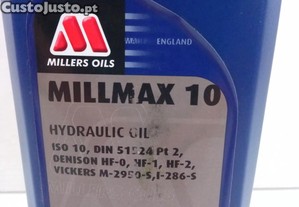 CustoJusto.pt
ENGLAND
MILLERS OILS
MILLMAX 10
HYDRAULIC OIL
ISO 10, DIN 51524 Pt 2,
DENISON HF-0, HF-1, HF-2,
VICKERS M-2950-S,I-286-S